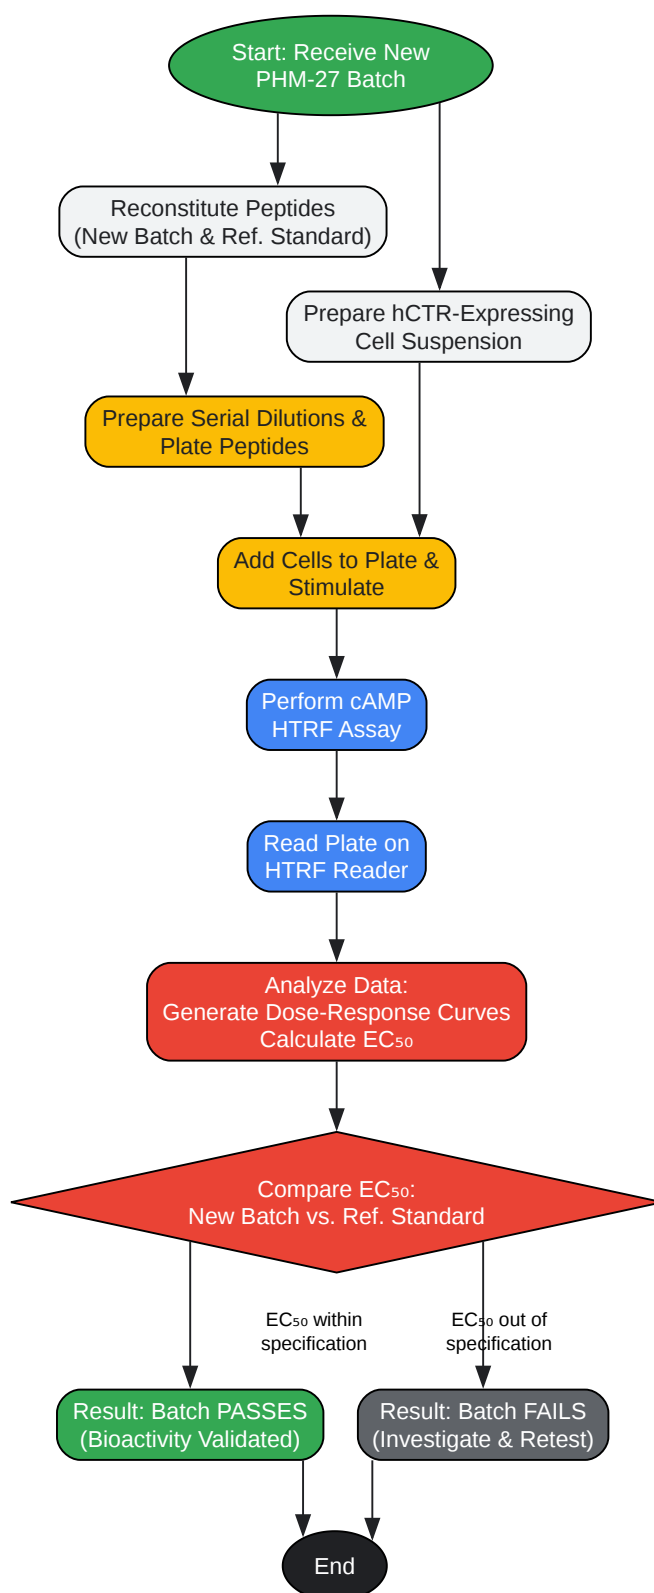 Start: Receive New
PHM-27 Batch
Reconstitute Peptides
(New Batch & Ref. Standard)
Prepare hCTR-Expressing
Cell Suspension
Prepare Serial Dilutions &
Plate Peptides
Add Cells to Plate &
Stimulate
Perform cAMP
HTRF Assay
Read Plate on
HTRF Reader
Analyze Data:
Generate Dose-Response Curves
Calculate EC₅₀
Compare EC₅₀:
New Batch vs. Ref. Standard
EC₅₀ within
specification
EC₅₀ out of
specification
Result: Batch PASSES
(Bioactivity Validated)
Result: Batch FAILS
(Investigate & Retest)
End